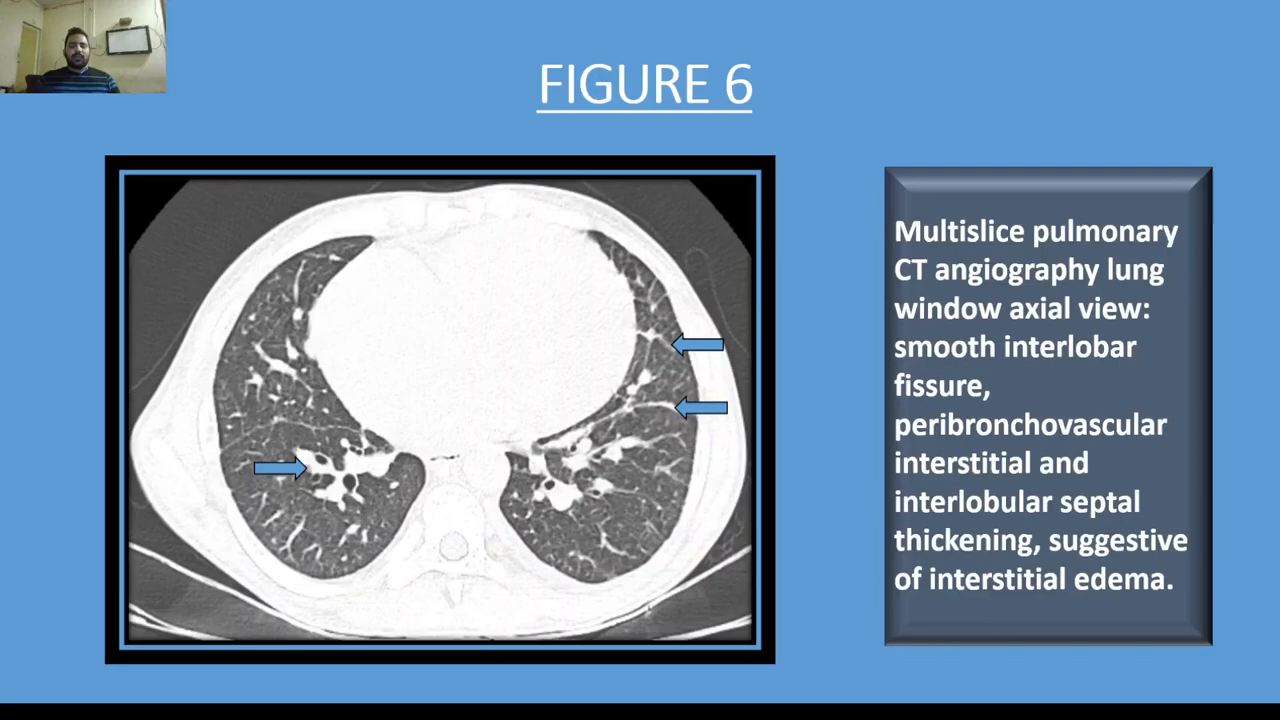 FIGURE 6
Multislice pulmonary
CT angiography lung
window axial view:
smooth interlobar
fissure,
peribronchovascular
interstitial and
interlobular septal
thickening, suggestive
of interstitial edema.